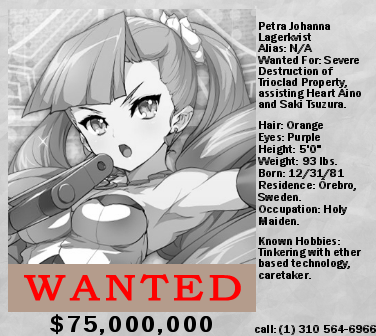 Petra Johanna
Lagerkvist
Alias: N/A
Wanted For: Severe
Destruction of
Trioclad Property,
assisting Heart Aino
and Saki Tsuzura.
Hair: Orange
Eyes: Purple
Height: 5'0"
Weight: 93 lbs.
Born: 12/31/81
Residence: Örebro,
Sweden.
Occupation: Holy
Maiden.
Known Hobbies:
Tinkering with ether
based technology,
caretaker.
WANTED
$75,000,000
call: (1) 310 564-6966